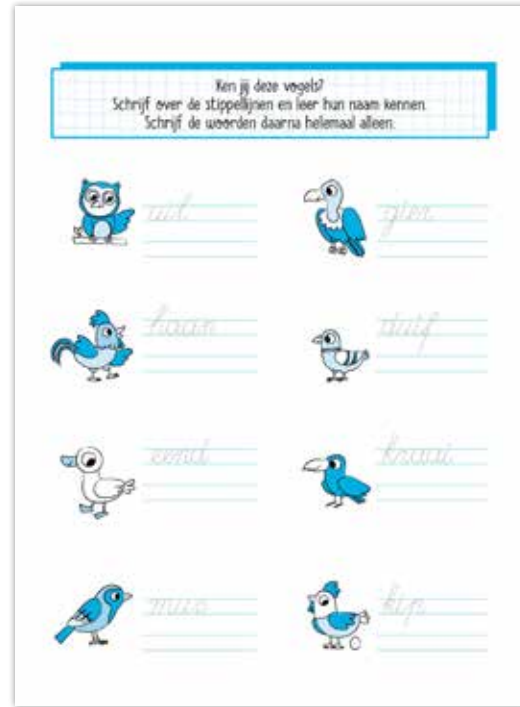 Ken jij deze vogels?
Schrijf over de stippellijnen en leer hun naam kennen.
Schrijf de woorden daarna helemaal alleen.
uil
gier
haan
duif
eend
kraai
mus
kip